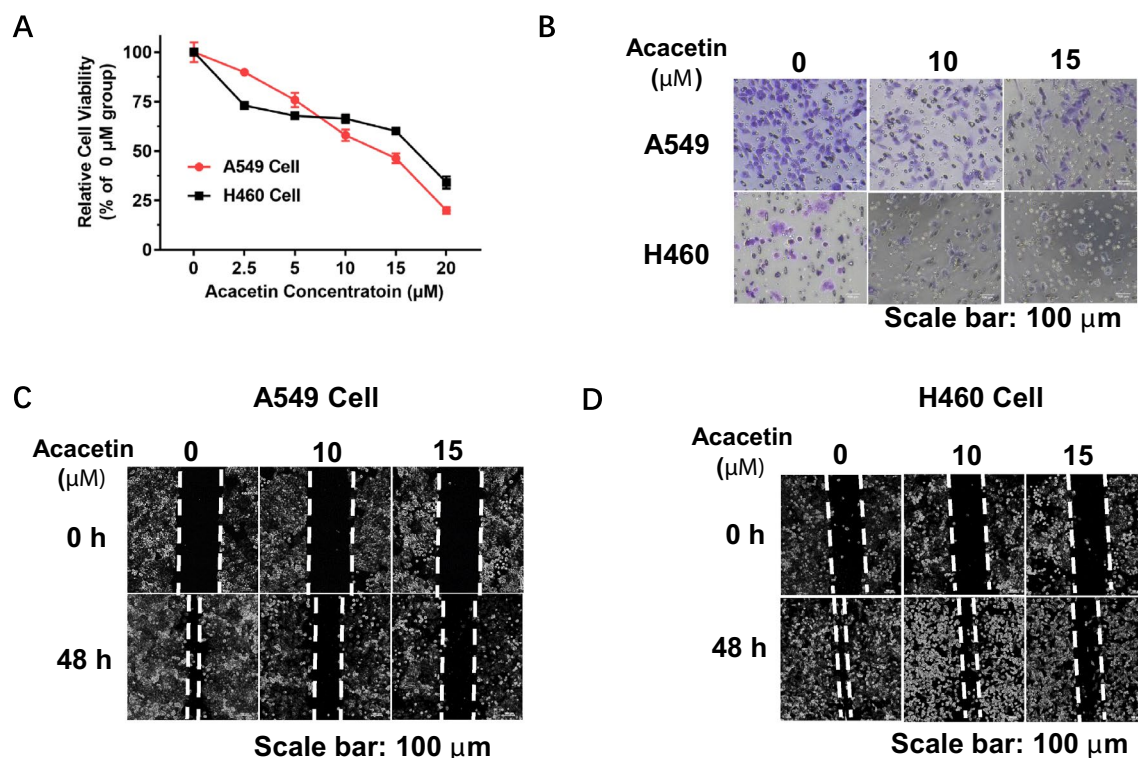 A
Relative Cell Viability
(% of 0 μM group)
100
75
50
25
0
A549 Cell
H460 Cell
0 2.5 5 10 15 20
Acacetin Concentratoin (μM)
B
Acacetin
(μM)
0 10 15
A549
H460
Scale bar: 100 μm
C
A549 Cell
Acacetin
(μM)
0 10 15
0 h
48 h
Scale bar: 100 μm
D
H460 Cell
Acacetin
(μM)
0 10 15
0 h
48 h
Scale bar: 100 μm